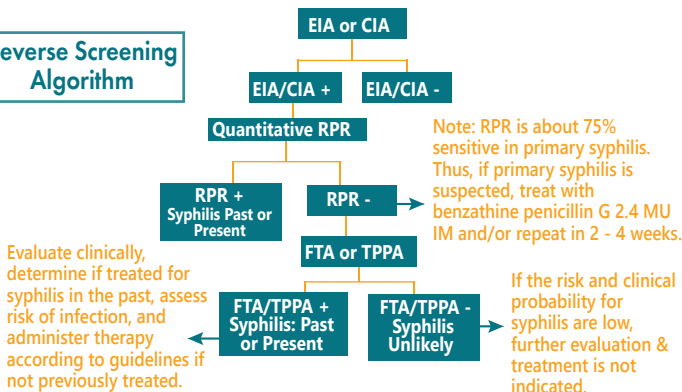 EIA or CIA
everse Screening
Algorithm
EIA/CIA +
EIA/CIA -
Quantitative RPR
Note: RPR is about 75%
sensitive in primary syphilis.
Thus, if primary syphilis is
suspected, treat with
benzathine penicillin G 2.4 MU
IM and/or repeat in 2 - 4 weeks.
RPR +
Syphilis Past or
Present
RPR -
FTA or TPPA
Evaluate clinically,
determine if treated for
syphilis in the past, assess
risk of infection, and
administer therapy
according to guidelines if
not previously treated.
FTA/TPPA +
Syphilis: Past
or Present
FTA/TPPA -
Syphilis
Unlikely
If the risk and clinical
probability for
syphilis are low,
further evaluation &
treatment is not
indicated.